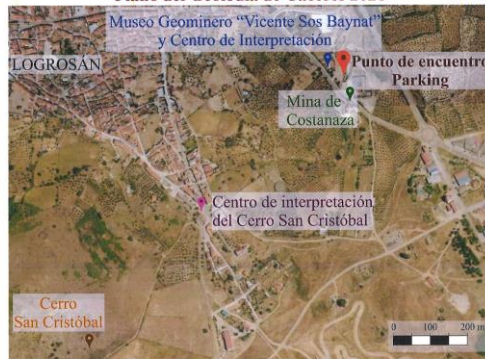 Museo Geominero "Vicente Sos Baynat"
y Centro de Interpretación
LOGROSÁN
Punto de encuentro
Parking
Mina de
Costanaza
Centro de interpretación
del Cerro San Cristóbal
Cerro
San Cristóbal
0 100 200 m